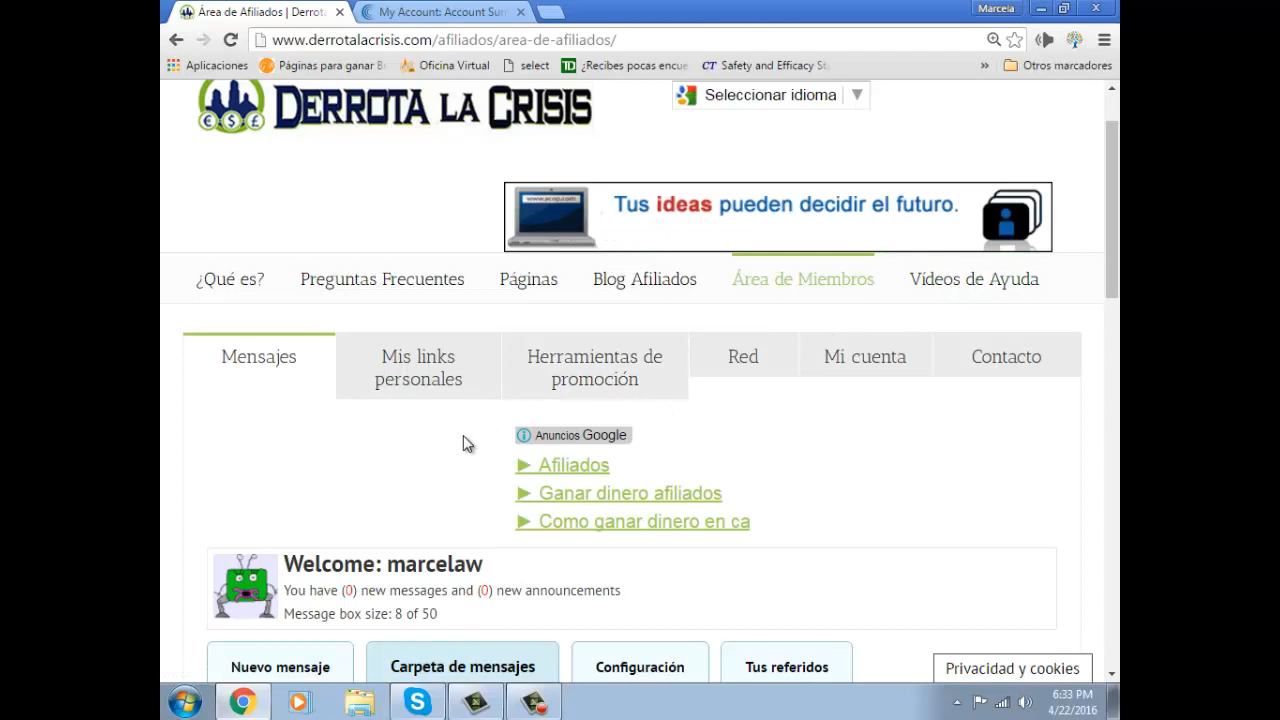 Área de Afiliados | Derrota
My Account: Account Sum
Marcela
www.derrotalacrisis.com/afiliados/area-de-afiliados/
Aplicaciones
Páginas para ganar
Oficina Virtual
select
TD ¿Recibes pocas encue
CT Safety and Efficacy St
»
Otros marcadores
DERROTA LA CRISIS
Seleccionar idioma
Tus ideas pueden decidir el futuro.
¿Qué es?
Preguntas Frecuentes
Páginas
Blog Afiliados
Área de Miembros
Vídeos de Ayuda
Mensajes
Mis links
personales
Herramientas de
promoción
Red
Mi cuenta
Contacto
Anuncios Google
Afiliados
Ganar dinero afiliados
Como ganar dinero en ca
Welcome: marcelaw
You have (0) new messages and (0) new announcements
Message box size: 8 of 50
Nuevo mensaje
Carpeta de mensajes
Configuración
Tus referidos
Privacidad y cookies
6:33 PM
4/22/2016